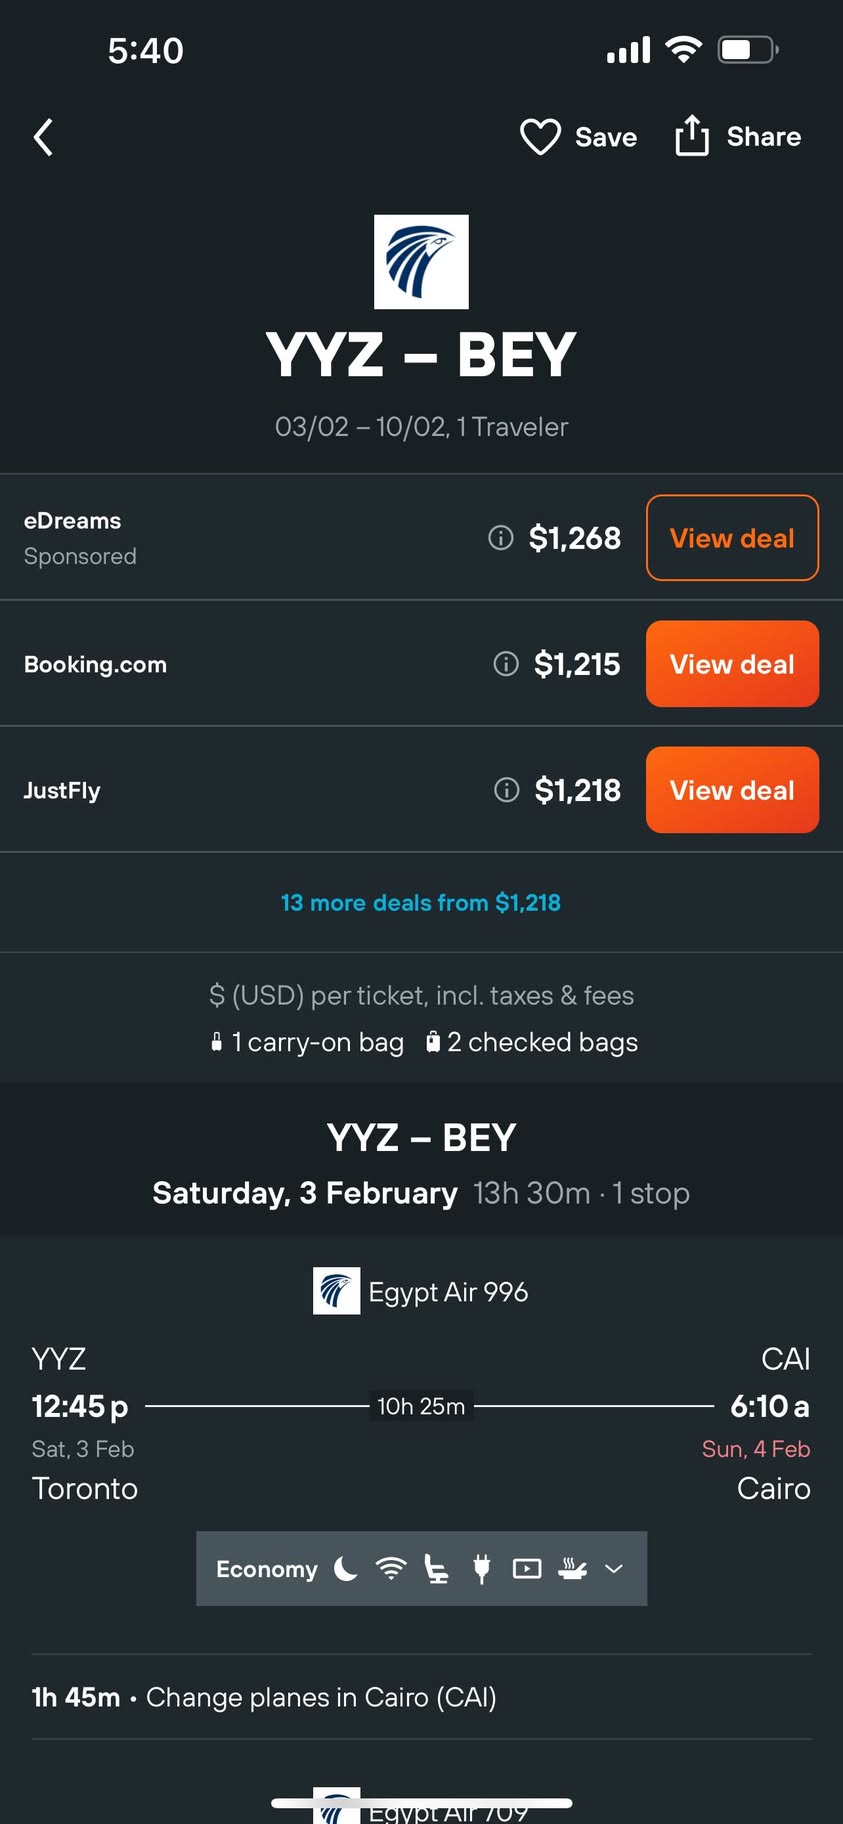 5:40
Save Share
YYZ – BEY
03/02 – 10/02, 1 Traveler
eDreams
Sponsored
$1,268 View deal
Booking.com $1,215 View deal
JustFly $1,218 View deal
13 more deals from $1,218
$ (USD) per ticket, incl. taxes & fees
1 carry-on bag 2 checked bags
YYZ – BEY
Saturday, 3 February 13h 30m · 1 stop
Egypt Air 996
YYZ CAI
12:45p 10h 25m 6:10a
Sat, 3 Feb Sun, 4 Feb
Toronto Cairo
Economy
1h 45m • Change planes in Cairo (CAI)
Egypt Air 709